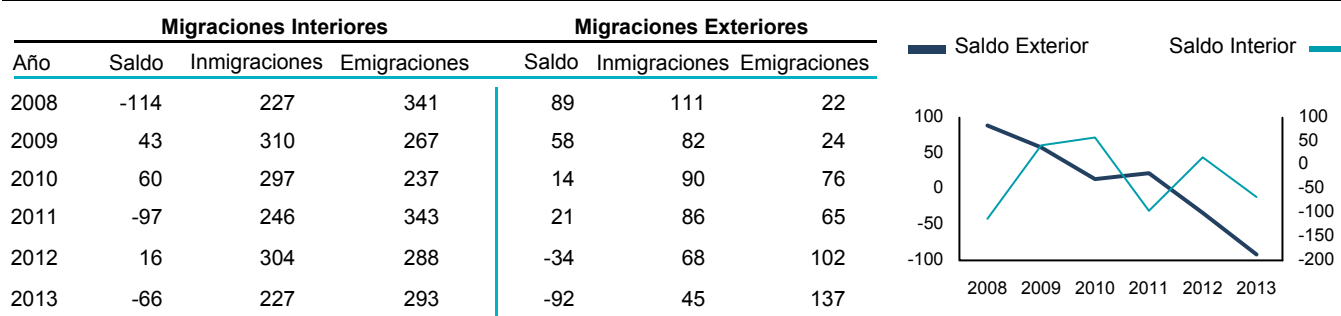 Migraciones Interiores Migraciones Exteriores
Año Saldo Inmigraciones Emigraciones Saldo Inmigraciones Emigraciones
2008 -114 227 341 89 111 22
2009 43 310 267 58 82 24
2010 60 297 237 14 90 76
2011 -97 246 343 21 86 65
2012 16 304 288 -34 68 102
2013 -66 227 293 -92 45 137
Saldo Exterior Saldo Interior
100 100
50 50
0 0
-50 -50
-100 -100
-150
-200
2008 2009 2010 2011 2012 2013